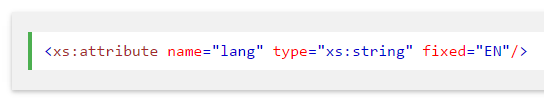 <xs:attribute name="lang" type="xs:string" fixed="EN"/>